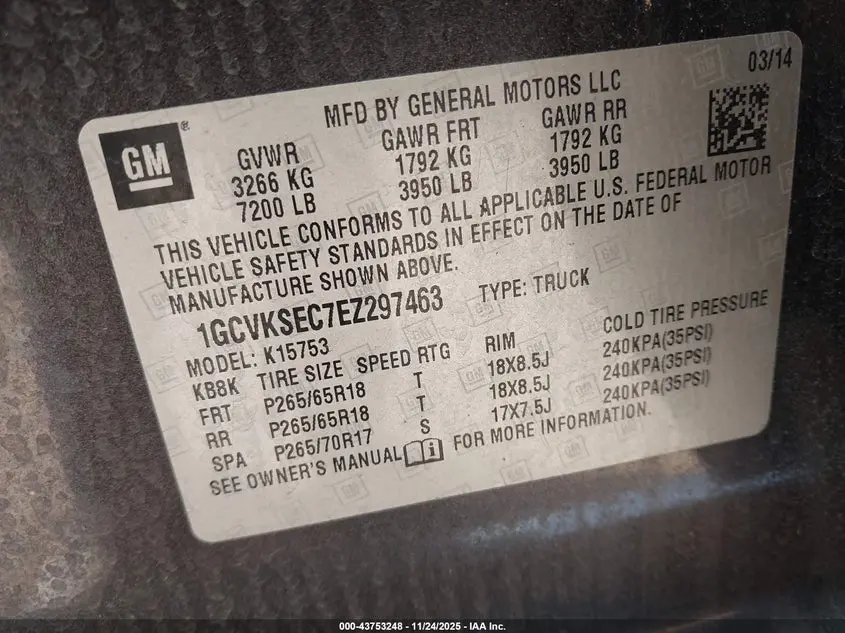 03/14
MFD BY GENERAL MOTORS LLC
GM®
GVWR GAWR FRT GAWR RR
3266 KG 1792 KG 1792 KG
7200 LB 3950 LB 3950 LB
THIS VEHICLE CONFORMS TO ALL APPLICABLE U.S. FEDERAL MOTOR
VEHICLE SAFETY STANDARDS IN EFFECT ON THE DATE OF
MANUFACTURE SHOWN ABOVE.
1GCVKSEC7EZ297463 TYPE: TRUCK
MODEL: K15753
KB8K TIRE SIZE SPEED RTG RIM COLD TIRE PRESSURE
FRT P265/65R18 T 18X8.5J 240KPA(35PSI)
RR P265/65R18 T 18X8.5J 240KPA(35PSI)
SPA P265/70R17 S 17X7.5J 240KPA(35PSI)
SEE OWNER'S MANUAL FOR MORE INFORMATION.
000-43753248 - 11/24/2025 - IAA Inc.